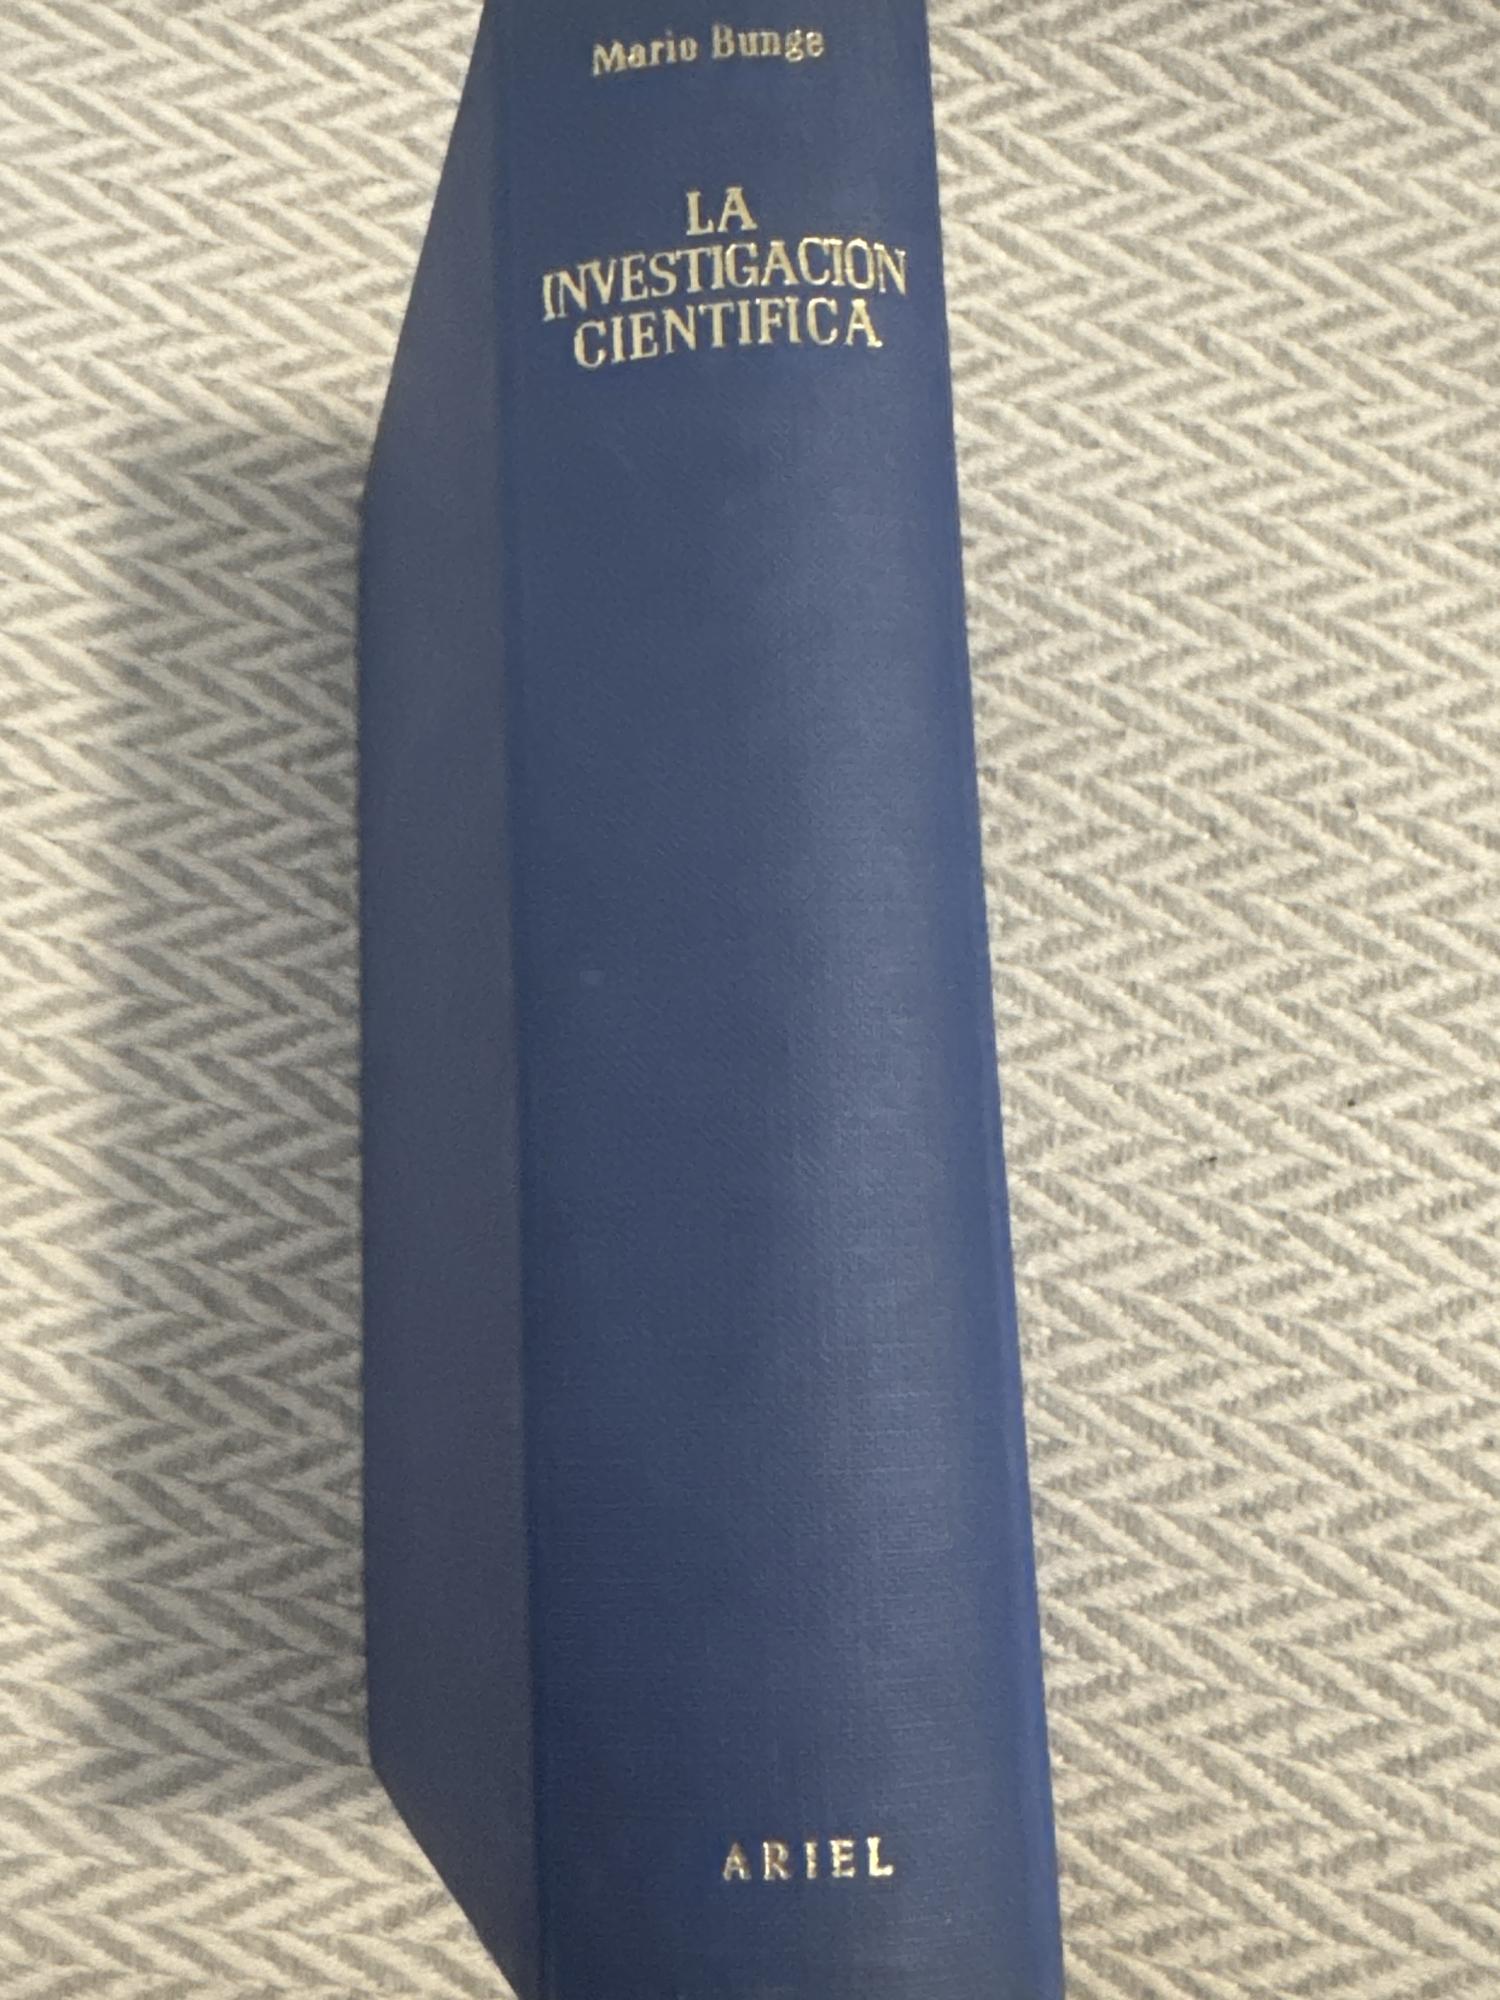 Mario Bunge
LA
INVESTIGACION
CIENTIFICA
ARIEL